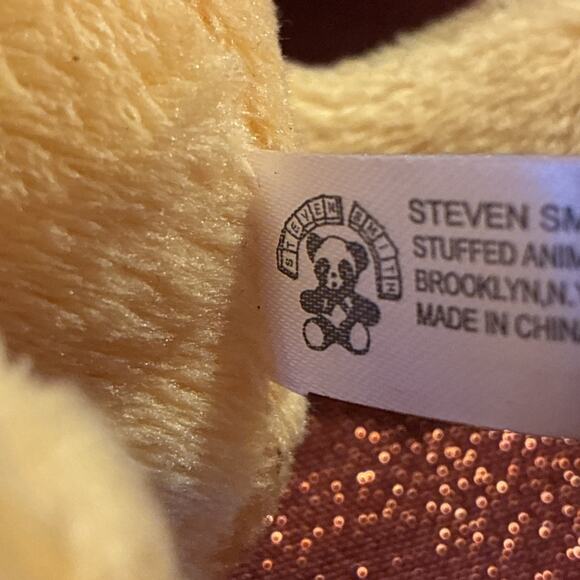 STEVEN SMITH
STEVEN SM
STUFFED ANIM
BROOKLYN,N.Y
MADE IN CHINA